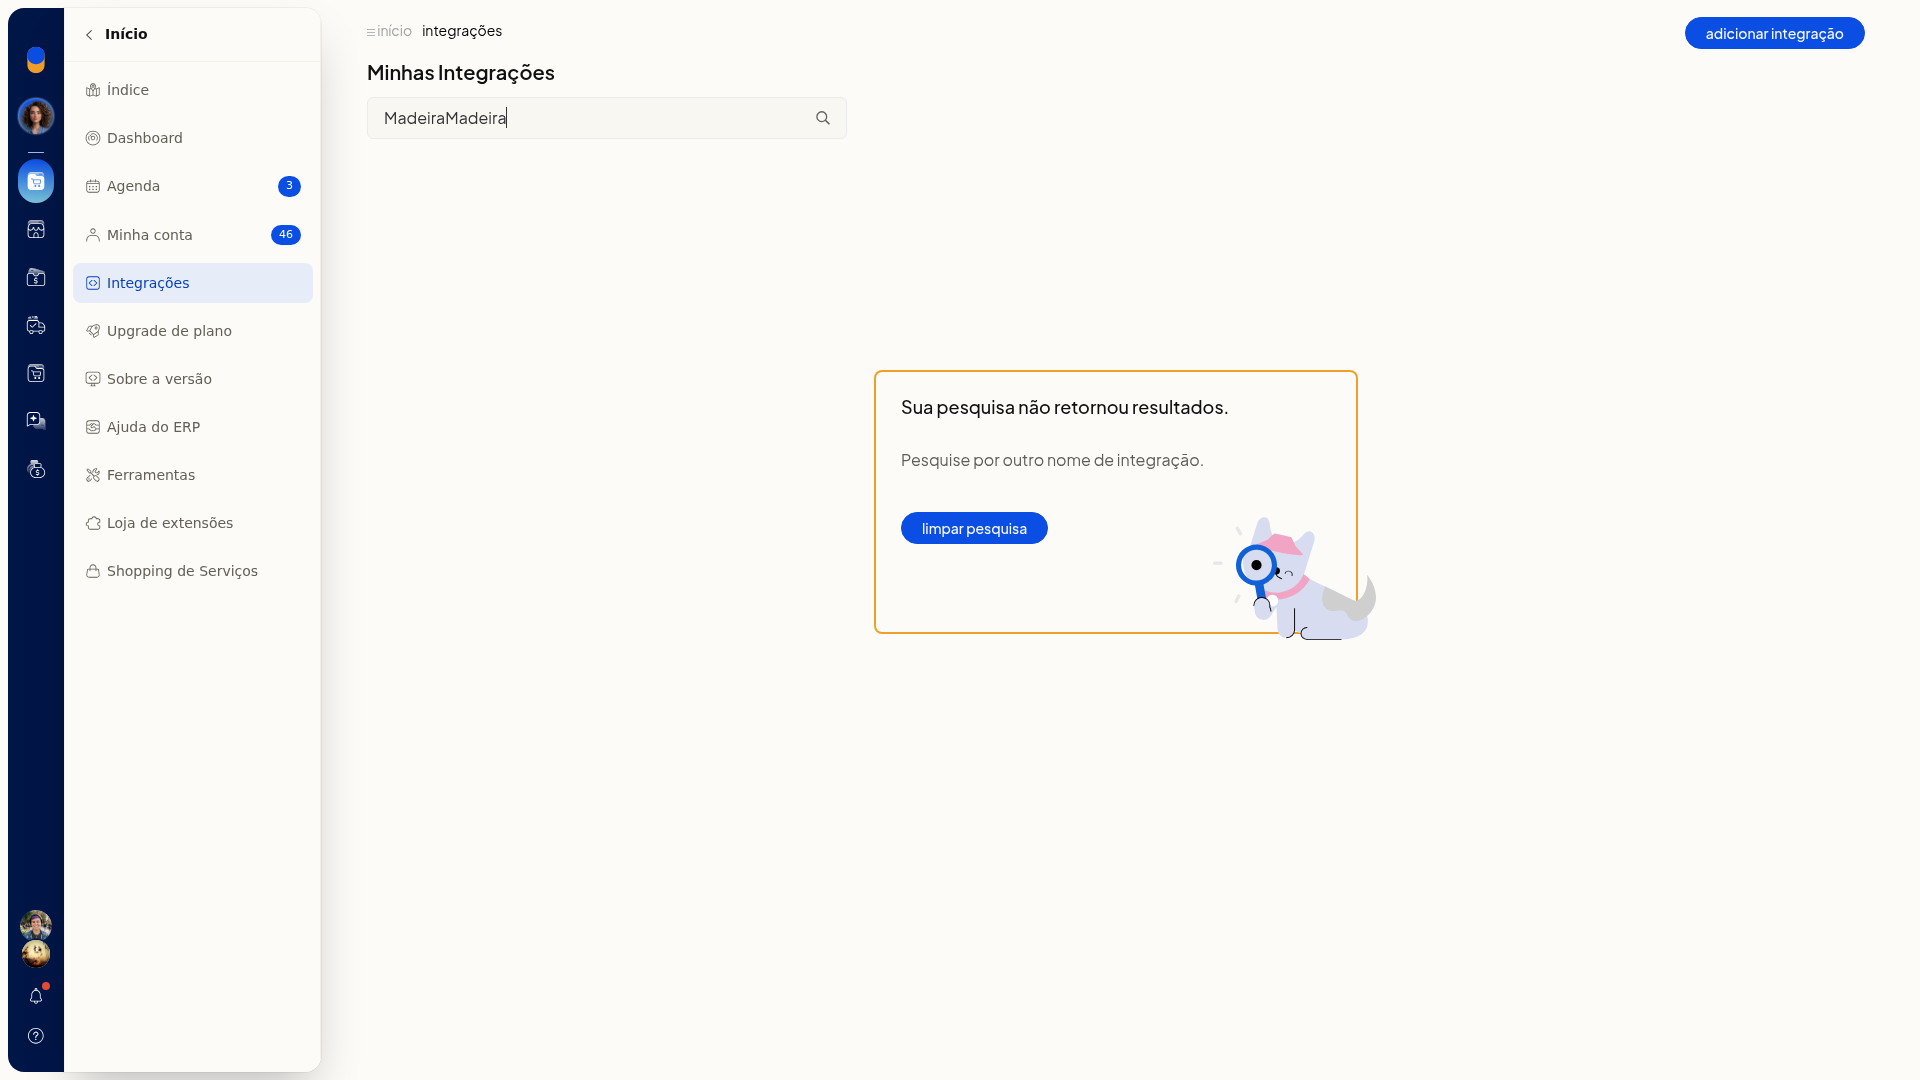 Início
Índice
Dashboard
Agenda
3
Minha conta
46
Integrações
Upgrade de plano
Sobre a versão
Ajuda do ERP
Ferramentas
Loja de extensões
Shopping de Serviços
início integrações
adicionar integração
Minhas Integrações
MadeiraMadeira
Sua pesquisa não retornou resultados.
Pesquise por outro nome de integração.
limpar pesquisa